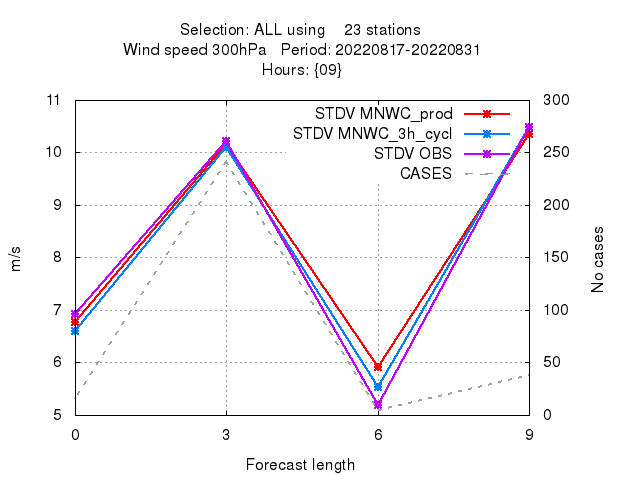 Selection: ALL using    23 stations
Wind speed 300hPa   Period: 20220817-20220831
Hours: {09}
11
10
9
8
7
6
5
m/s
STDV MNWC_prod
STDV MNWC_3h_cycl
STDV OBS
CASES
300
250
200
150
100
50
0
No cases
0 3 6 9
Forecast length